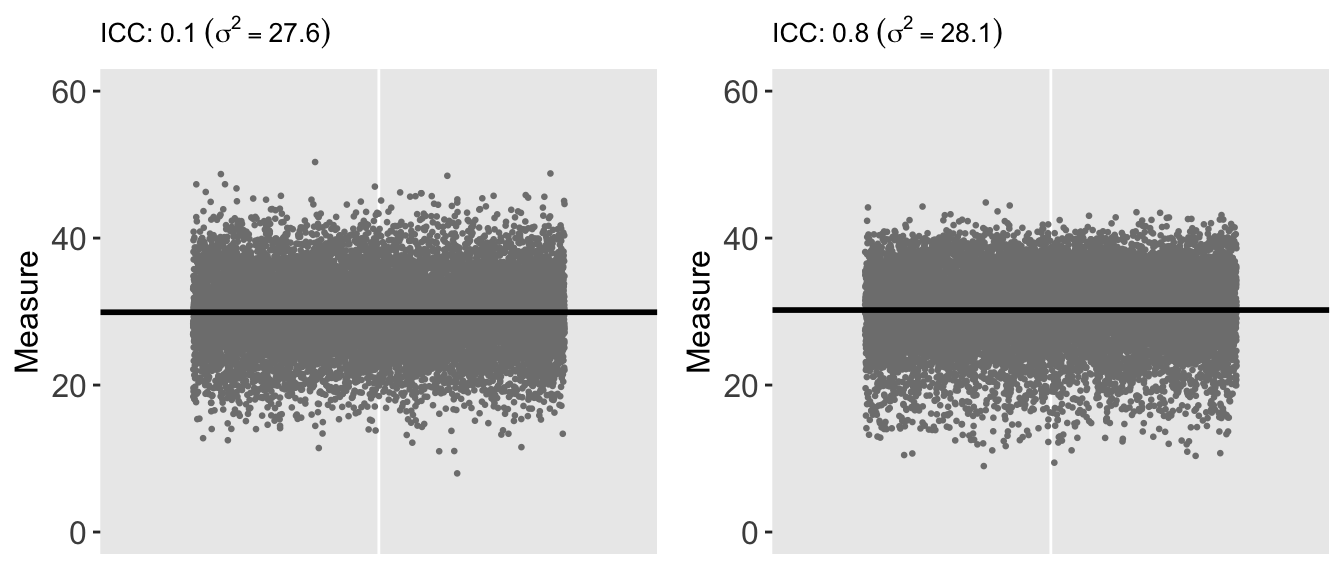 ICC: 0.1 (σ² = 27.6)
60
40
20
0
Measure
ICC: 0.8 (σ² = 28.1)
60
40
20
0
Measure